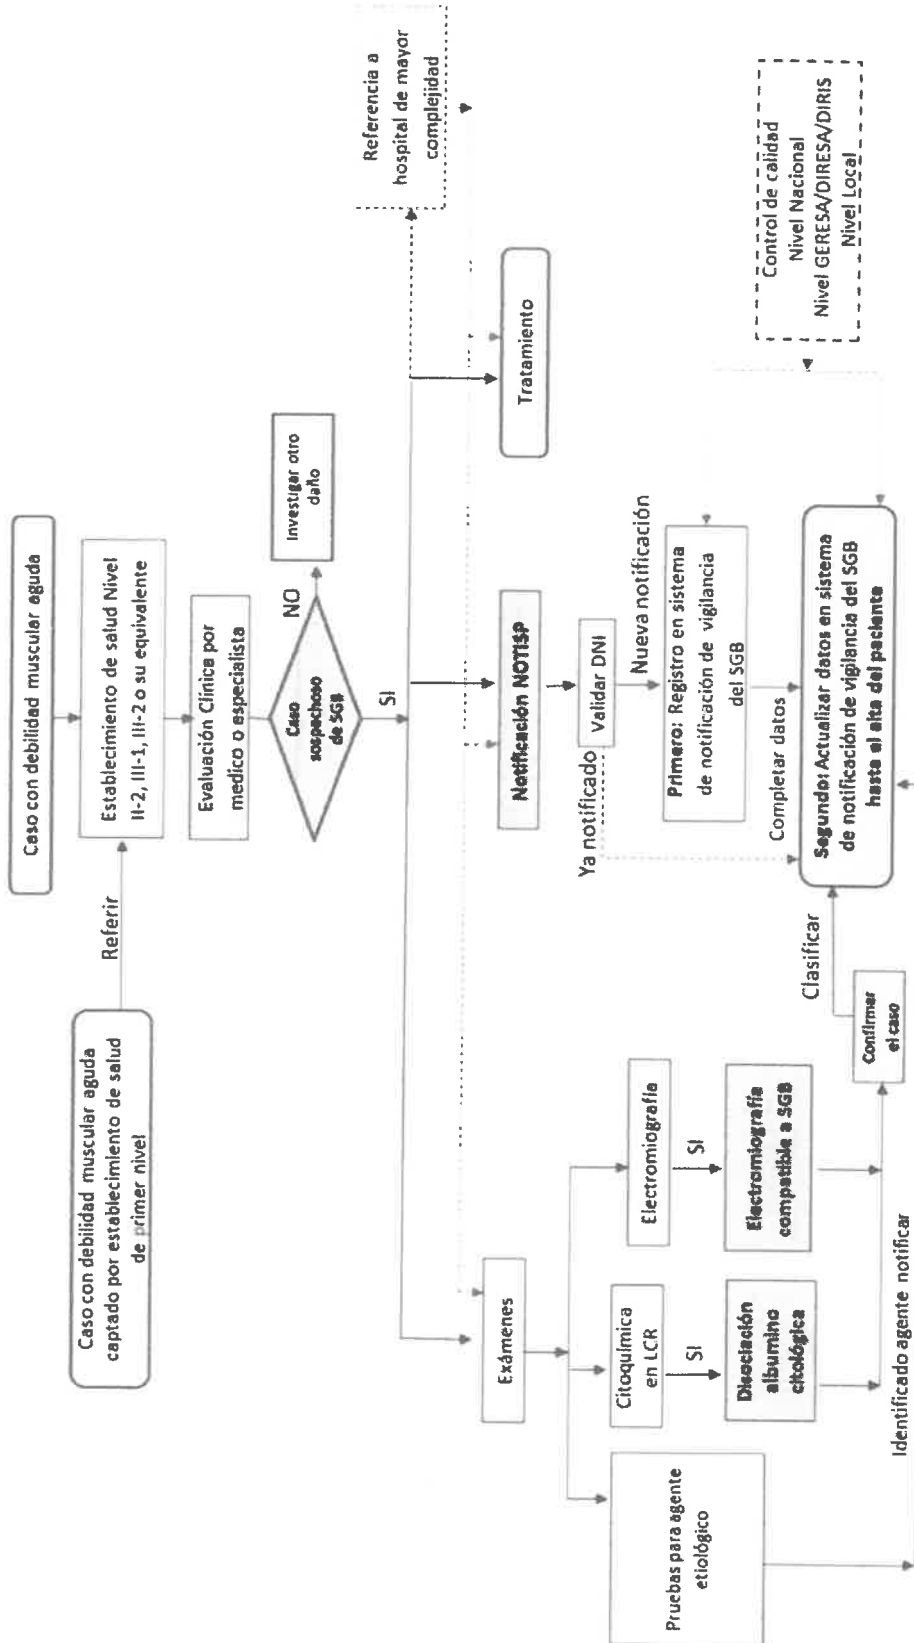 Caso con debilidad muscular aguda
Caso con debilidad muscular aguda
captado por establecimiento de salud
de primer nivel
Referir
Establecimiento de salud Nivel
II-2, III-1, III-2 o su equivalente
Evaluación Clínica por
medico o especialista
Caso
sospechoso
de SGB
NO
Investigar otro
daño
SI
Referencia a
hospital de mayor
complejidad
Exámenes
Notificación NOTISP
Tratamiento
Validar DNI
Ya notificado
Nueva notificación
Pruebas para agente
etiológico
Citoquímica
en LCR
Electromiografía
SI
SI
Disociación
albumino
citológica
Electromiografía
compatible a SGB
Primero: Registro en sistema
de notificación de vigilancia
del SGB
Completar datos
Control de calidad
Nivel Nacional
Nivel GERESA/DIRESA/DIRIS
Nivel Local
Confirmar
el caso
Clasificar
Segundo: Actualizar datos en sistema
de notificación de vigilancia del SGB
hasta el alta del paciente
Identificado agente notificar